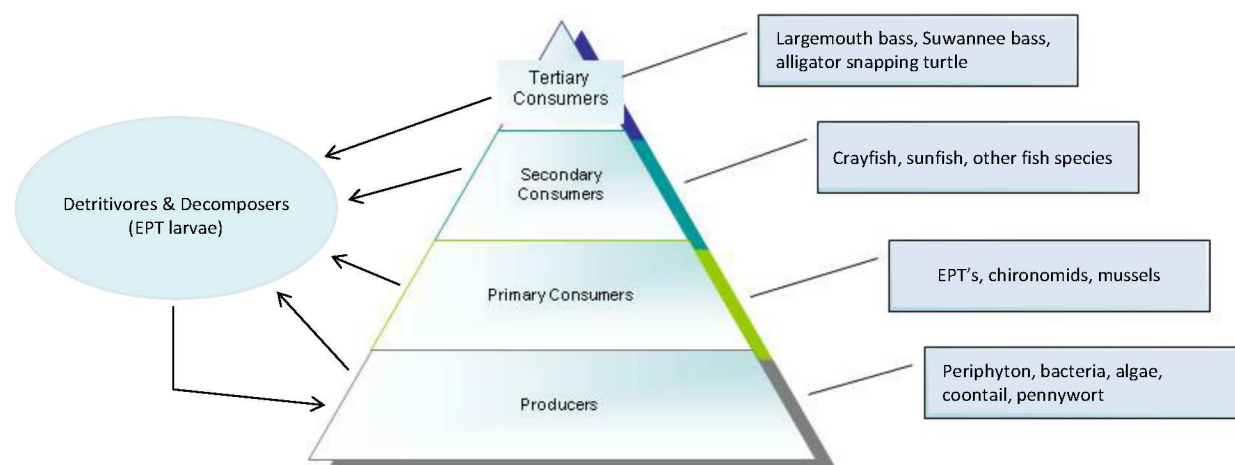 Largemouth bass, Suwannee bass,
alligator snapping turtle
Tertiary
Consumers
Crayfish, sunfish, other fish species
Secondary
Consumers
Detritivores & Decomposers
(EPT larvae)
EPT’s, chironomids, mussels
Primary Consumers
Periphyton, bacteria, algae,
coontail, pennywort
Producers